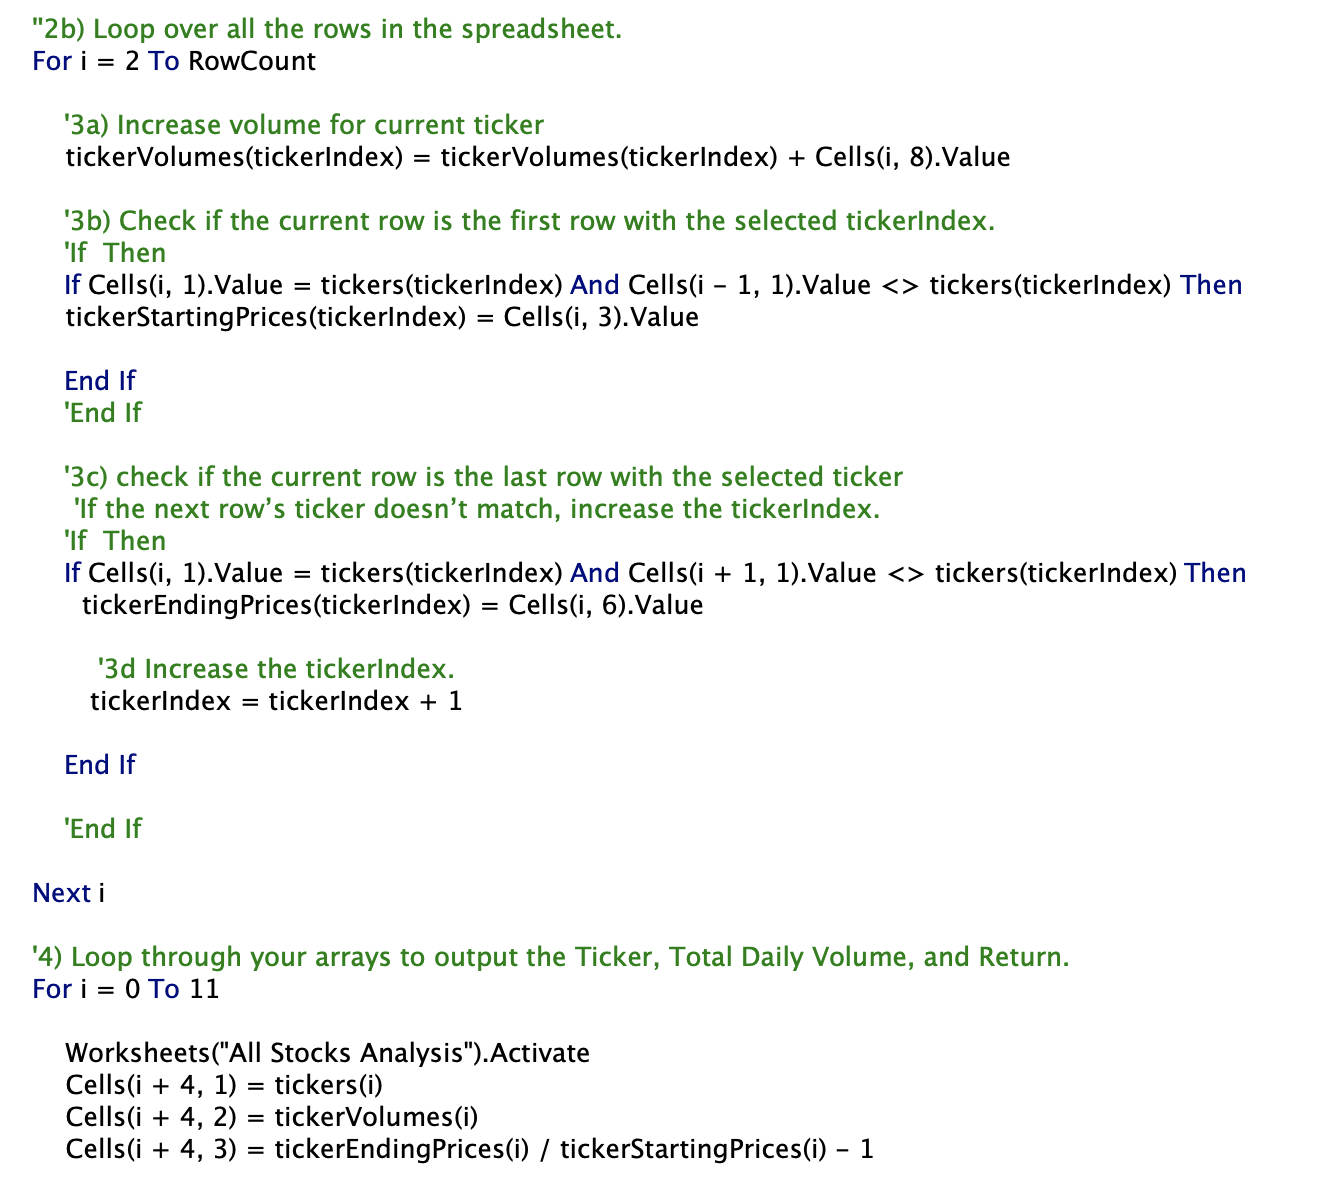 "2b) Loop over all the rows in the spreadsheet.
For i = 2 To RowCount
'3a) Increase volume for current ticker
tickerVolumes(tickerIndex) = tickerVolumes(tickerIndex) + Cells(i, 8).Value
'3b) Check if the current row is the first row with the selected tickerIndex.
'If  Then
If Cells(i, 1).Value = tickers(tickerIndex) And Cells(i - 1, 1).Value <> tickers(tickerIndex) Then
tickerStartingPrices(tickerIndex) = Cells(i, 3).Value
End If
'End If
'3c) check if the current row is the last row with the selected ticker
'If the next row’s ticker doesn’t match, increase the tickerIndex.
'If  Then
If Cells(i, 1).Value = tickers(tickerIndex) And Cells(i + 1, 1).Value <> tickers(tickerIndex) Then
tickerEndingPrices(tickerIndex) = Cells(i, 6).Value
'3d Increase the tickerIndex.
tickerIndex = tickerIndex + 1
End If
'End If
Next i
'4) Loop through your arrays to output the Ticker, Total Daily Volume, and Return.
For i = 0 To 11
Worksheets("All Stocks Analysis").Activate
Cells(i + 4, 1) = tickers(i)
Cells(i + 4, 2) = tickerVolumes(i)
Cells(i + 4, 3) = tickerEndingPrices(i) / tickerStartingPrices(i) - 1